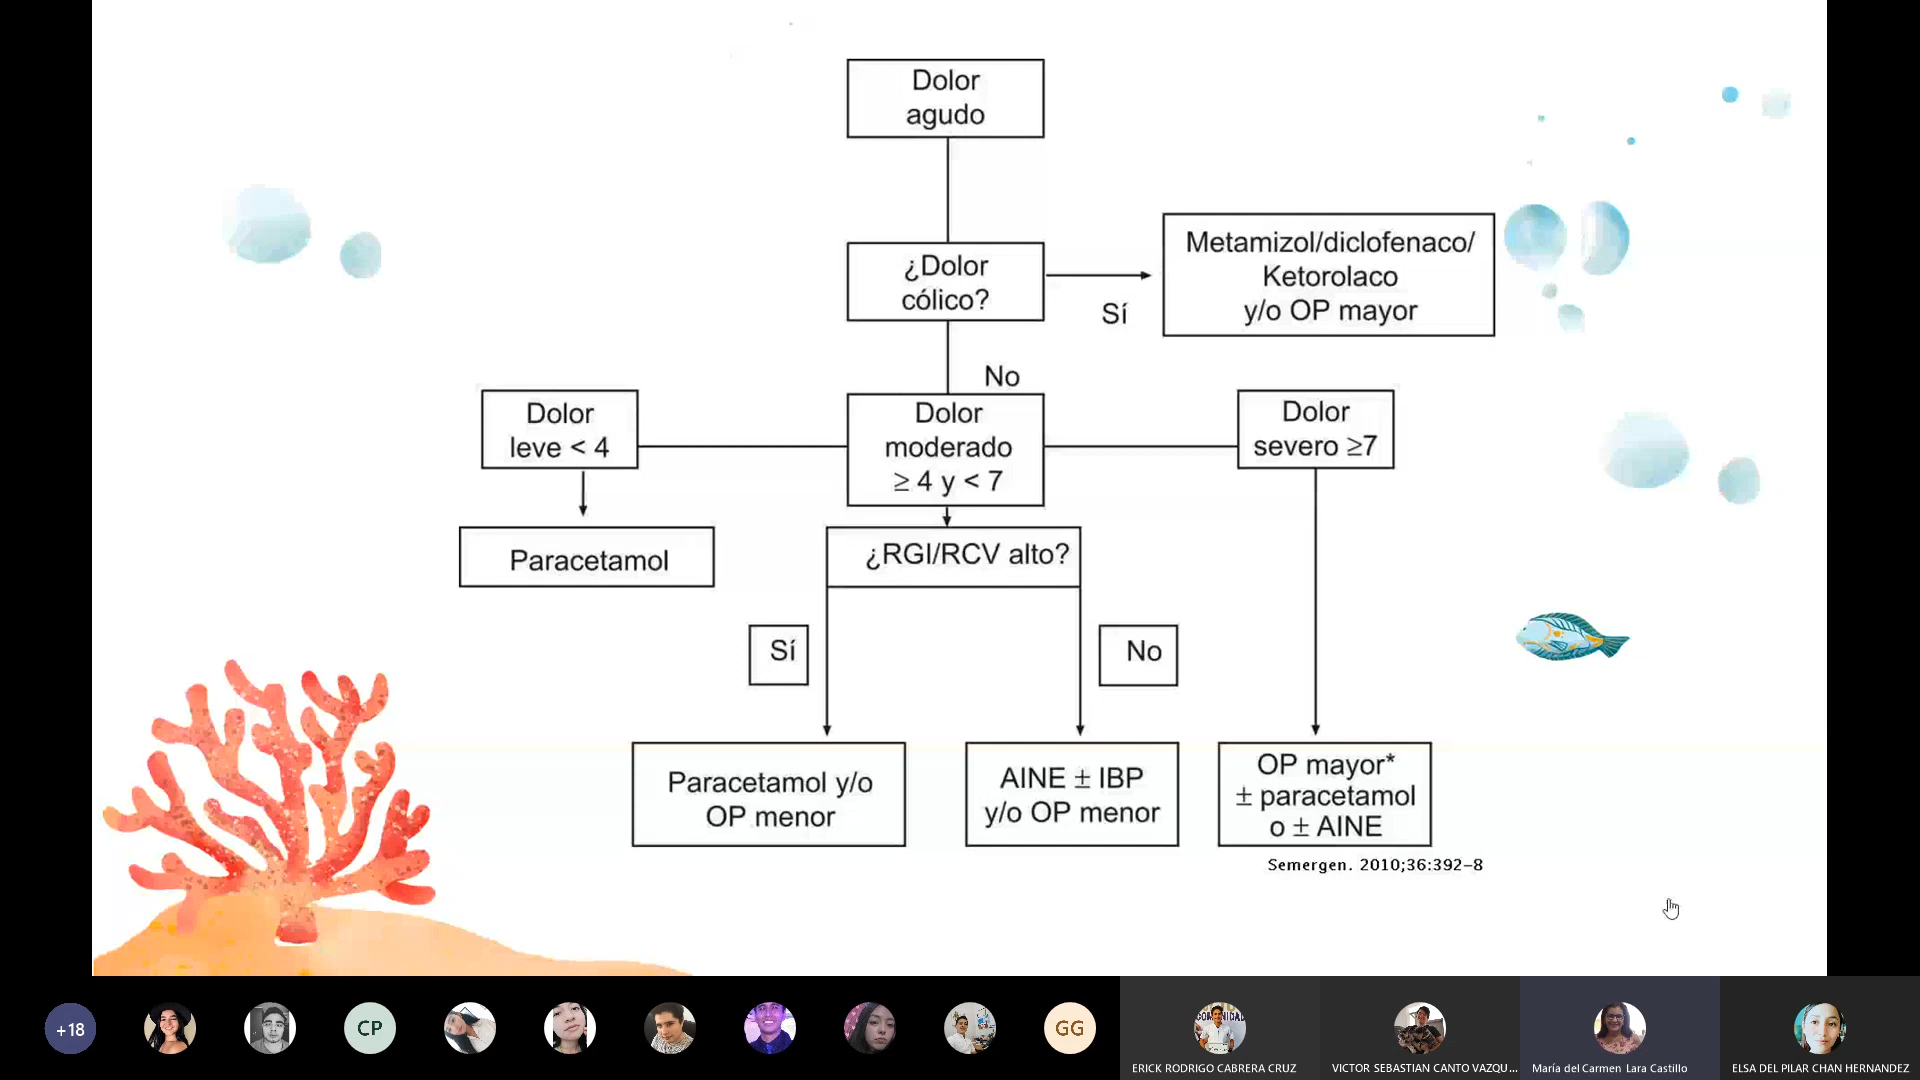 Dolor
agudo
¿Dolor
cólico?
Sí
Metamizol/diclofenaco/
Ketorolaco
y/o OP mayor
No
Dolor
leve < 4
Dolor
moderado
≥ 4 y < 7
Dolor
severo ≥7
Paracetamol
¿RGI/RCV alto?
Sí
No
Paracetamol y/o
OP menor
AINE ± IBP
y/o OP menor
OP mayor*
± paracetamol
o ± AINE
Semergen. 2010;36:392–8
+18
CP
GG
ERICK RODRIGO CABRERA CRUZ
VICTOR SEBASTIAN CANTO VAZQU...
María del Carmen Lara Castillo
ELSA DEL PILAR CHAN HERNANDEZ